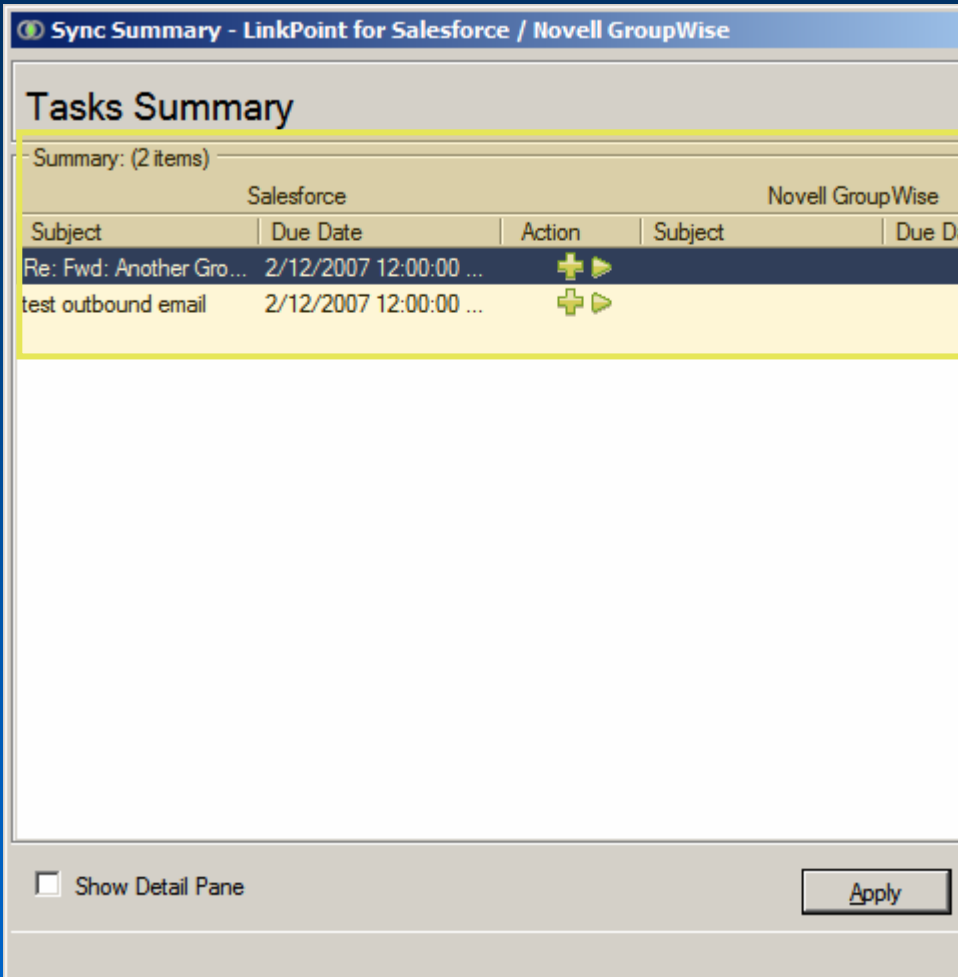 Sync Summary - LinkPoint for Salesforce / Novell GroupWise
Tasks Summary
Summary: (2 items)
Salesforce Novell GroupWise
Subject Due Date Action Subject Due Da
Re: Fwd: Another Gro... 2/12/2007 12:00:00 ...
test outbound email 2/12/2007 12:00:00 ...
Show Detail Pane Apply